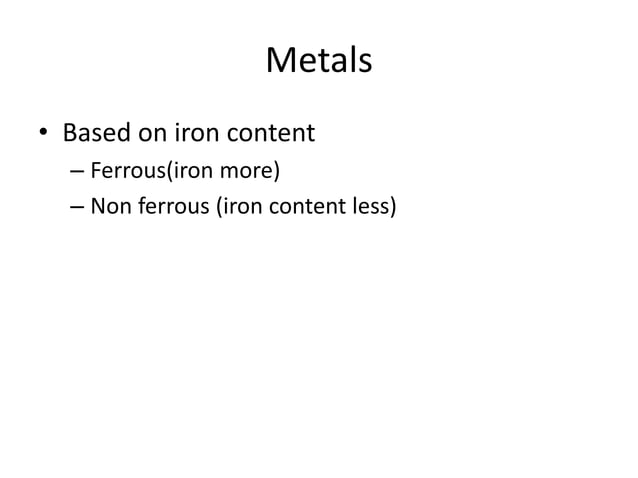 Metals
• Based on iron content
– Ferrous(iron more)
– Non ferrous (iron content less)